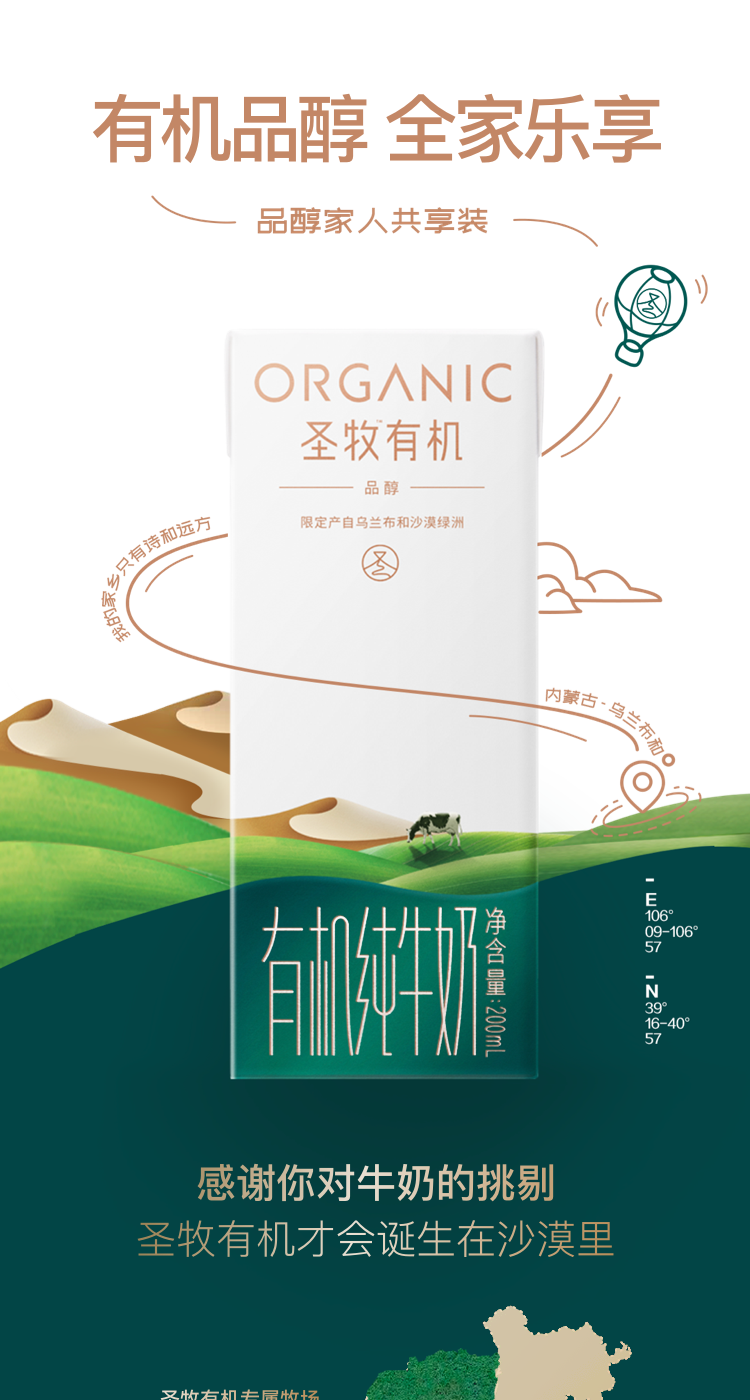 有机品醇 全家乐享
品醇家人共享装
ORGANIC
圣牧™有机
品醇
限定产自乌兰布和沙漠绿洲
我的家乡只有诗和远方
内蒙古·乌兰布和
E
106°
09-106°
57
N
39°
16-40°
57
有机纯牛奶
净含量:200mL
感谢你对牛奶的挑剔
圣牧有机才会诞生在沙漠里
圣牧有机专属牧场